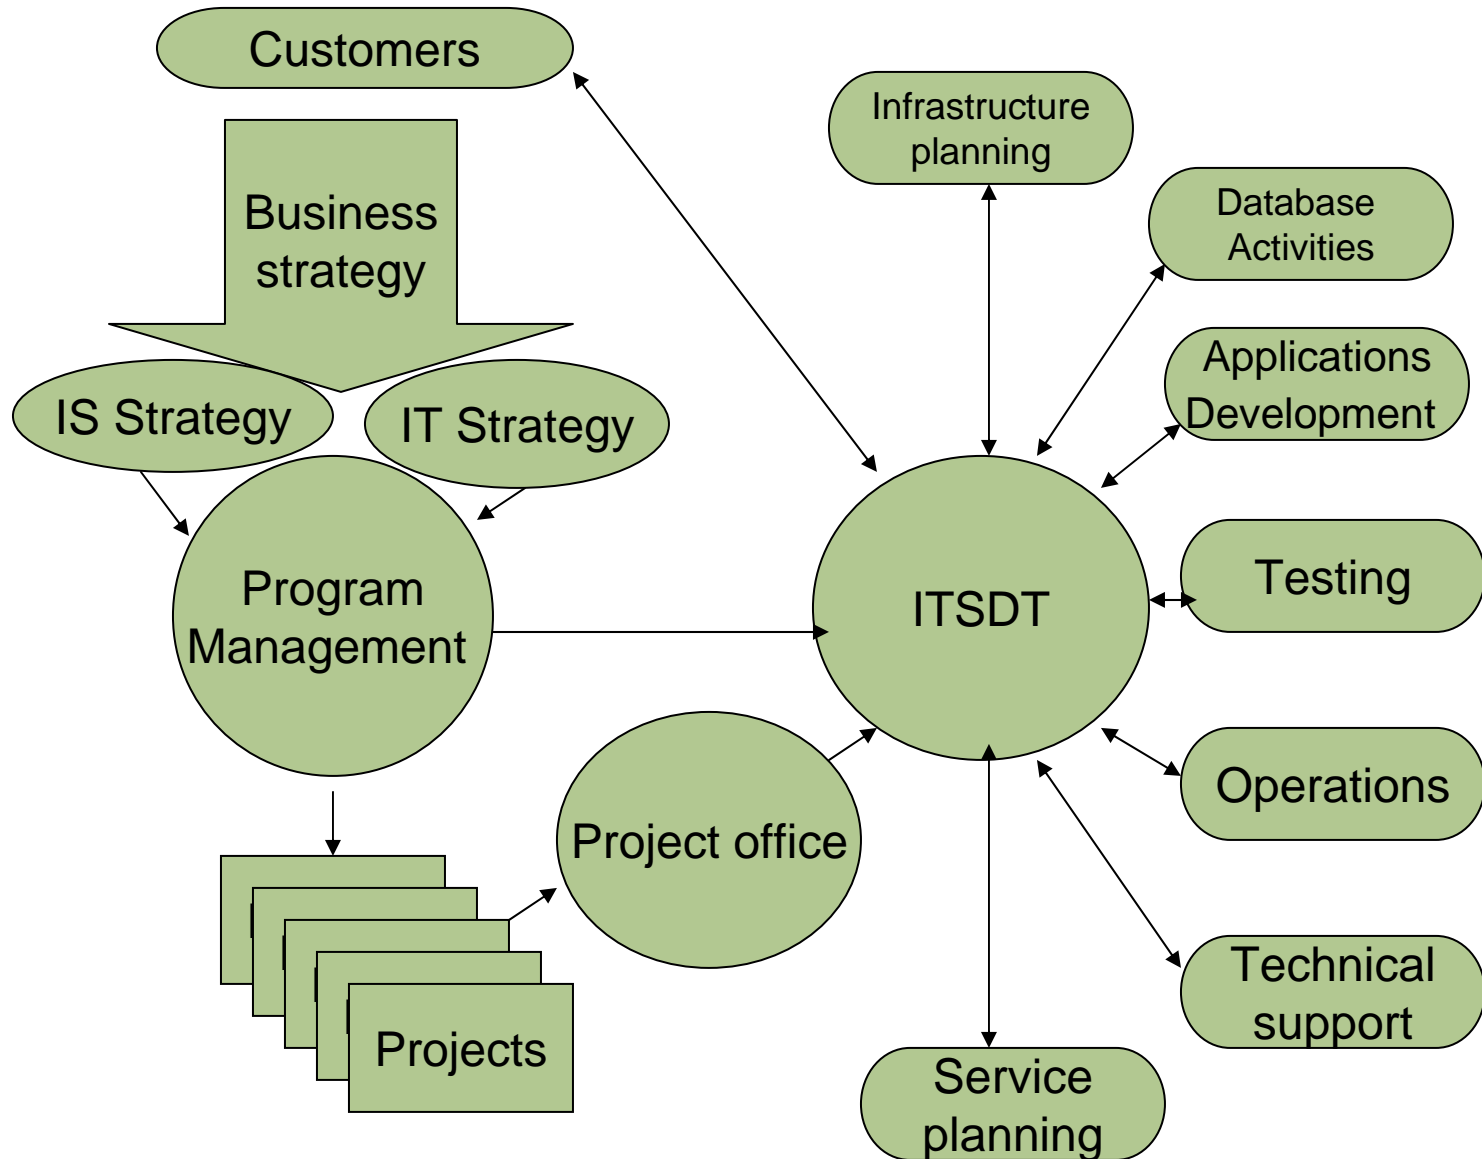 Customers
Infrastructure
planning
Business
strategy
Database
Activities
Applications
Development
IS Strategy
IT Strategy
Program
Management
ITSDT
Testing
Operations
Project office
Technical
support
Projects
Service
planning